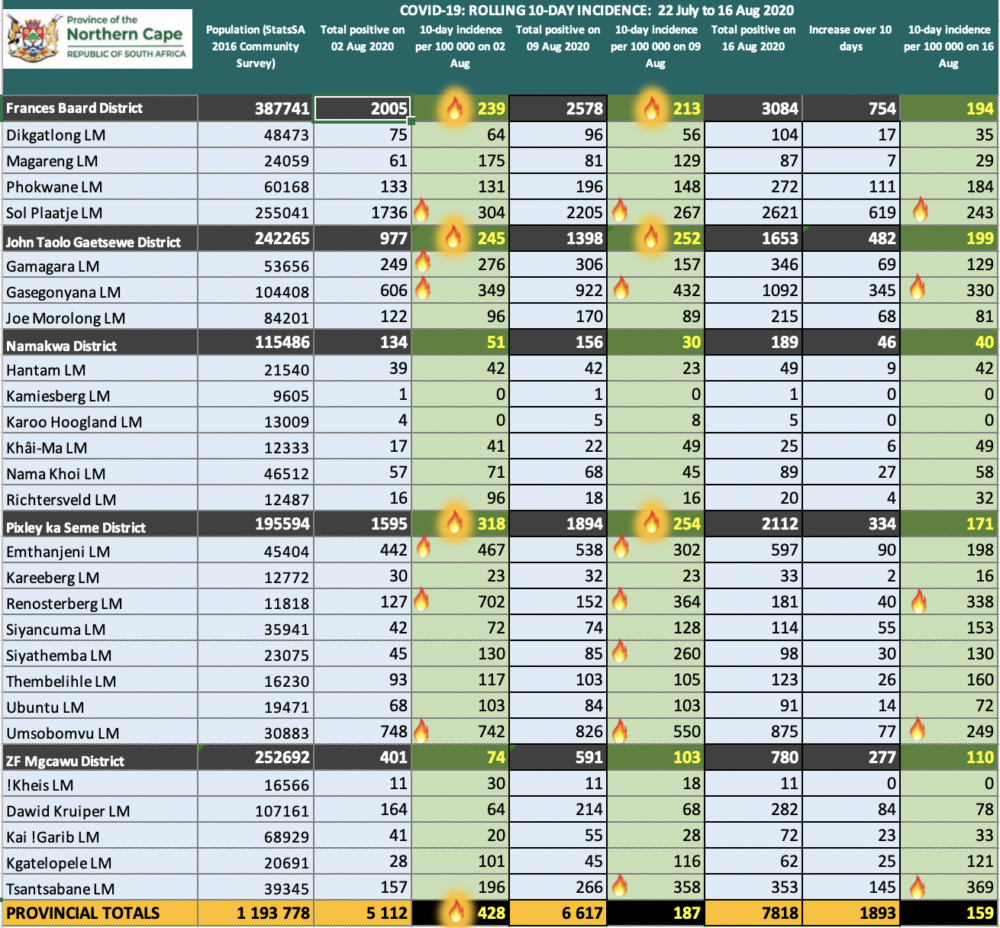 COVID-19: ROLLING 10-DAY INCIDENCE: 22 July to 16 Aug 2020
Province of the
Northern Cape
REPUBLIC OF SOUTH AFRICA
Population (StatsSA 2016 Community Survey) Total positive on 02 Aug 2020 10-day incidence per 100 000 on 02 Aug Total positive on 09 Aug 2020 10-day incidence per 100 000 on 09 Aug Total positive on 16 Aug 2020 Increase over 10 days 10-day incidence per 100 000 on 16 Aug
Frances Baard District 387741 2005 239 2578 213 3084 754 194
Dikgatlong LM 48473 75 64 96 56 104 17 35
Magareng LM 24059 61 175 81 129 87 7 29
Phokwane LM 60168 133 131 196 148 272 111 184
Sol Plaatje LM 255041 1736 304 2205 267 2621 619 243
John Taolo Gaetsewe District 242265 977 245 1398 252 1653 482 199
Gamagara LM 53656 249 276 306 157 346 69 129
Gasegonyana LM 104408 606 349 922 432 1092 345 330
Joe Morolong LM 84201 122 96 170 89 215 68 81
Namakwa District 115486 134 51 156 30 189 46 40
Hantam LM 21540 39 42 42 23 49 9 42
Kamiesberg LM 9605 1 0 1 0 1 0 0
Karoo Hoogland LM 13009 4 0 5 8 5 0 0
Khâi-Ma LM 12333 17 41 22 49 25 6 49
Nama Khoi LM 46512 57 71 68 45 89 27 58
Richtersveld LM 12487 16 96 18 16 20 4 32
Pixley ka Seme District 195594 1595 318 1894 254 2112 334 171
Emthanjeni LM 45404 442 467 538 302 597 90 198
Kareeberg LM 12772 30 23 32 23 33 2 16
Renosterberg LM 11818 127 702 152 364 181 40 338
Siyancuma LM 35941 42 72 74 128 114 55 153
Siyathemba LM 23075 45 130 85 260 98 30 130
Thembelihle LM 16230 93 117 103 105 123 26 160
Ubuntu LM 19471 68 103 84 103 91 14 72
Umsobomvu LM 30883 748 742 826 550 875 77 249
ZF Mgcawu District 252692 401 74 591 103 780 277 110
!Kheis LM 16566 11 30 11 18 11 0 0
Dawid Kruiper LM 107161 164 64 214 68 282 84 78
Kai !Garib LM 68929 41 20 55 28 72 23 33
Kgatelopele LM 20691 28 101 45 116 62 25 121
Tsantsabane LM 39345 157 196 266 358 353 145 369
PROVINCIAL TOTALS 1 193 778 5 112 428 6 617 187 7818 1893 159